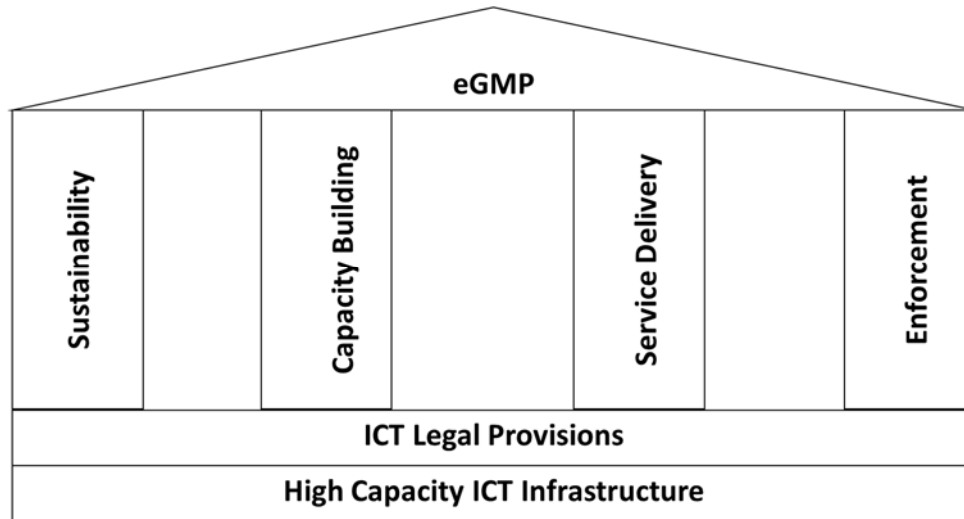 eGMP
Sustainability
Capacity Building
Service Delivery
Enforcement
ICT Legal Provisions
High Capacity ICT Infrastructure